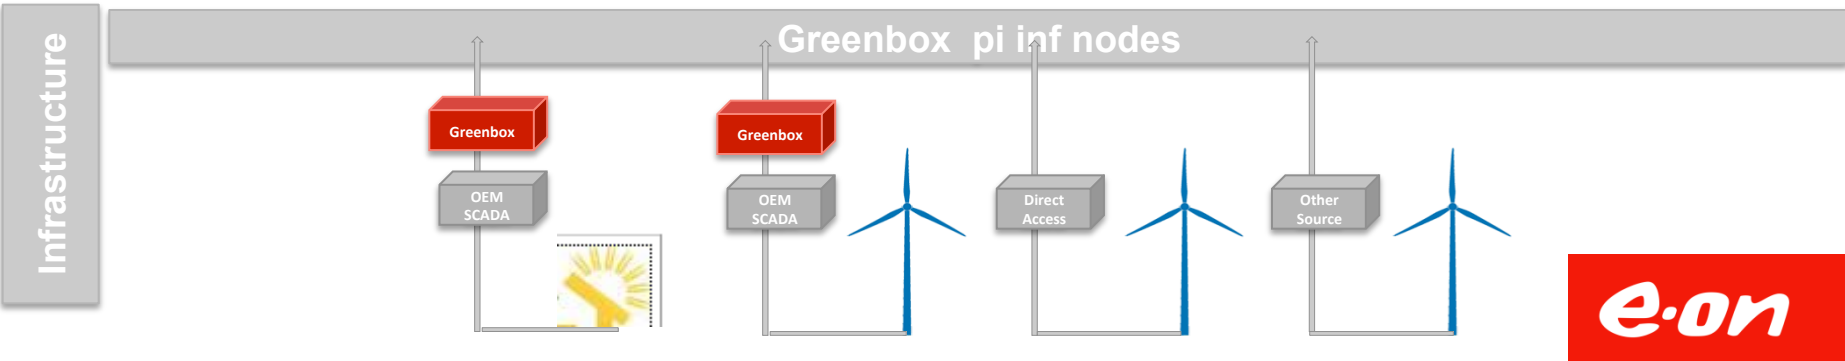 Infrastructure
Greenbox  pi inf nodes
Greenbox
OEM
SCADA
Greenbox
OEM
SCADA
Direct
Access
Other
Source
e·on